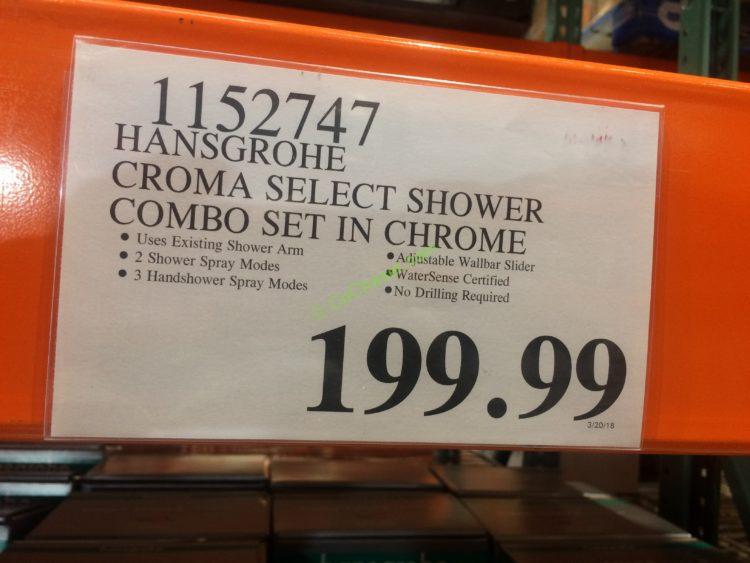 1152747
HANSGROHE
CROMA SELECT SHOWER
COMBO SET IN CHROME
• Uses Existing Shower Arm
• 2 Shower Spray Modes
• 3 Handshower Spray Modes
• Adjustable Wallbar Slider
• WaterSense Certified
• No Drilling Required
199.99
3/20/18